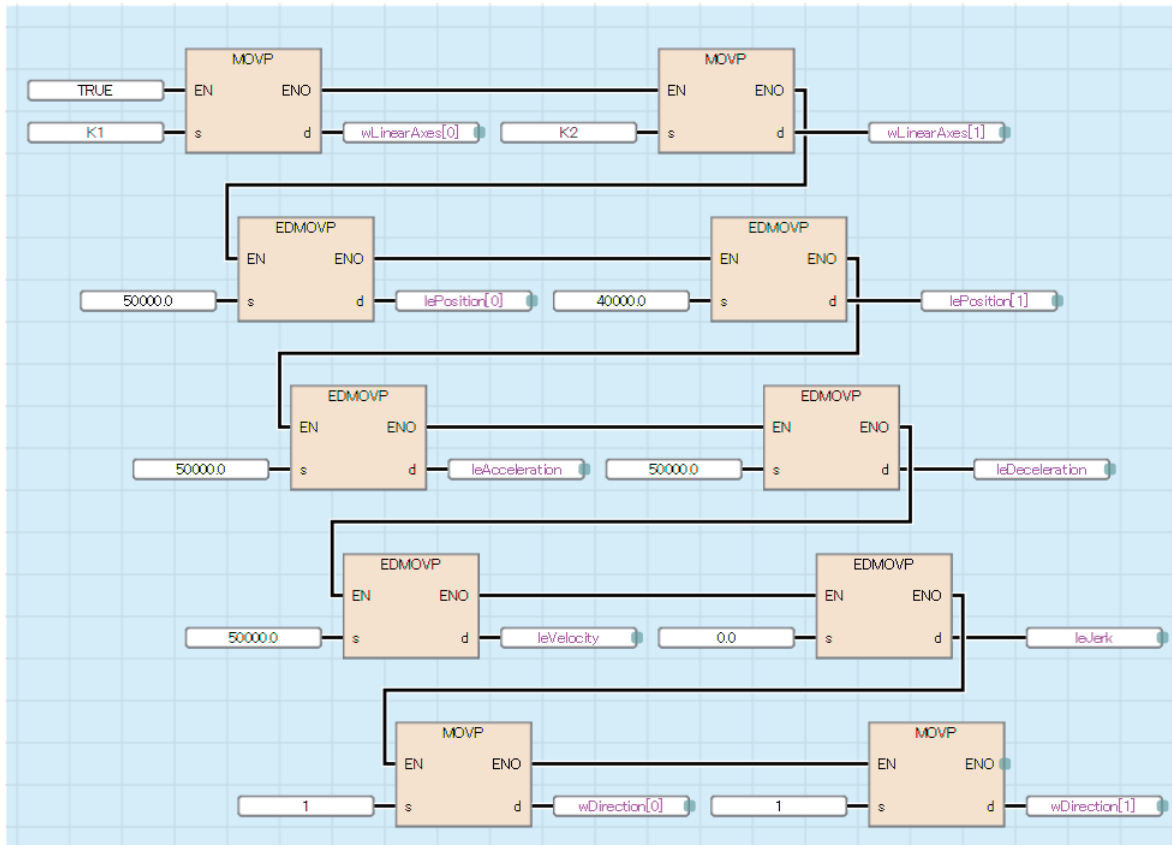 MOVP MOVP
TRUE EN ENO EN ENO
K1 s d wLinearAxes[0] K2 s d wLinearAxes[1]
EDMOVP EDMOVP
EN ENO EN ENO
50000.0 s d lePosition[0] 40000.0 s d lePosition[1]
EDMOVP EDMOVP
EN ENO EN ENO
50000.0 s d leAcceleration 50000.0 s d leDeceleration
EDMOVP EDMOVP
EN ENO EN ENO
50000.0 s d leVelocity 0.0 s d leJerk
MOVP MOVP
EN ENO EN ENO
1 s d wDirection[0] 1 s d wDirection[1]